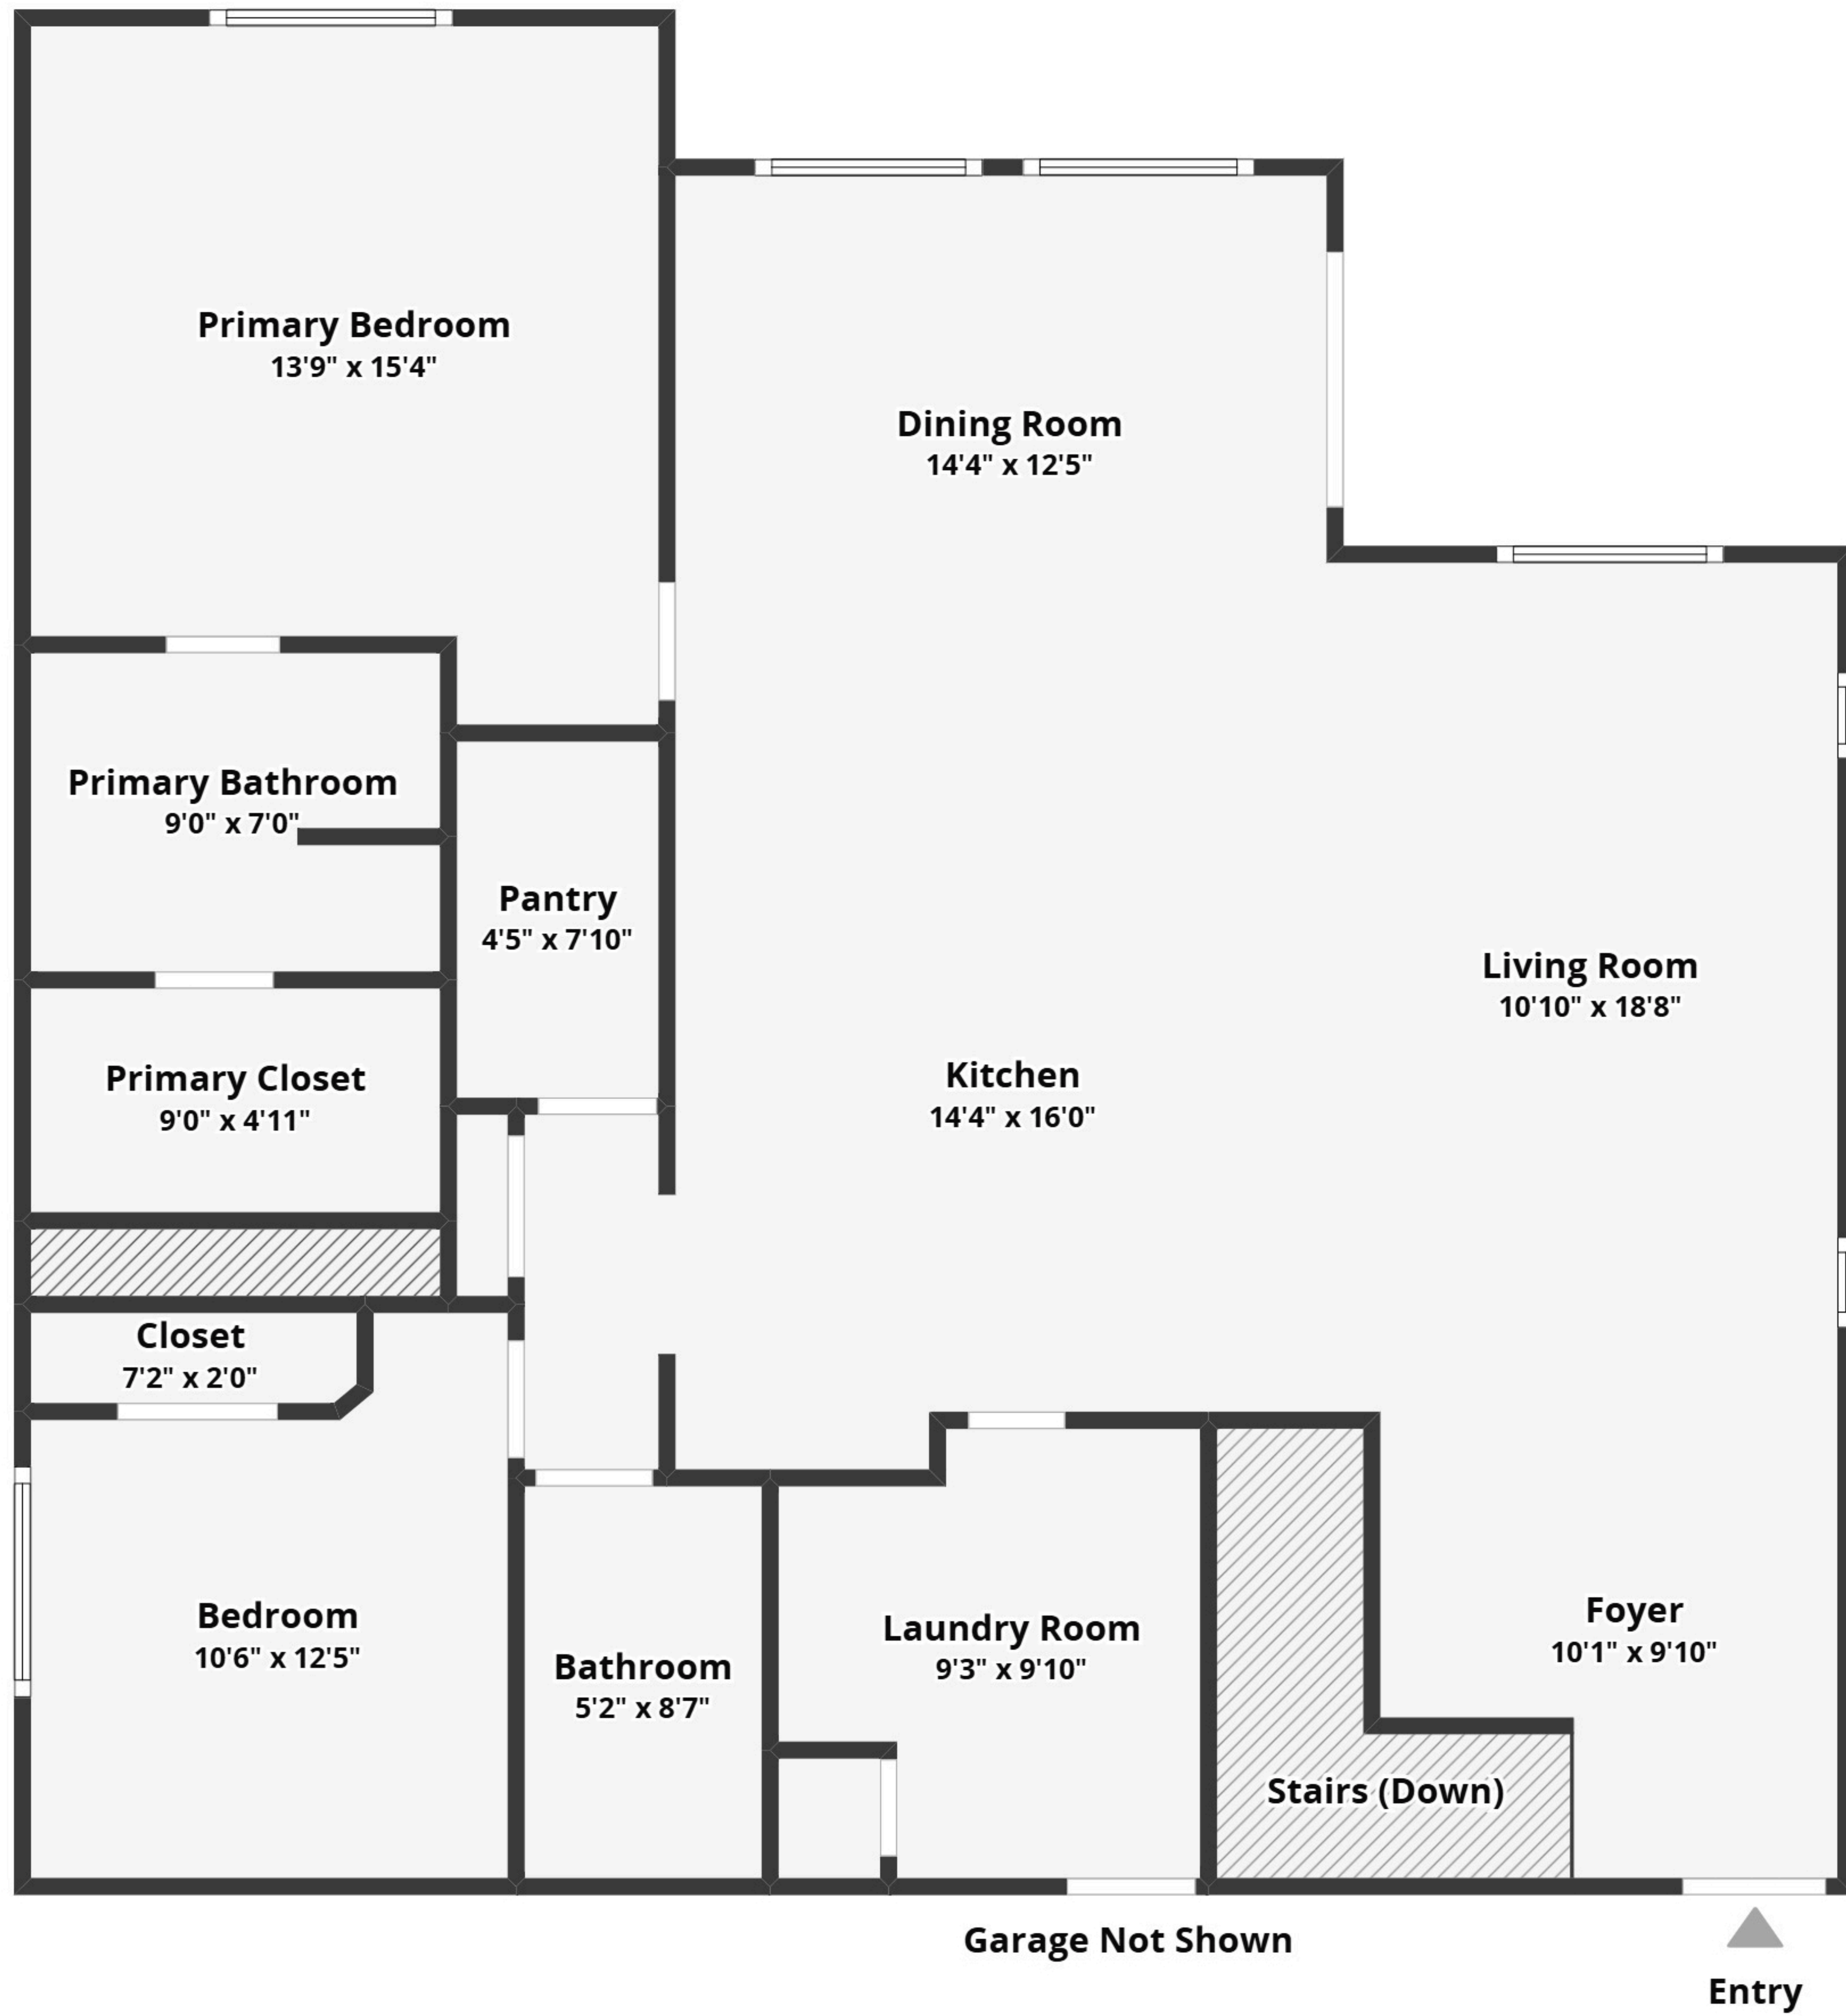 Primary Bedroom
13'9" x 15'4"
Dining Room
14'4" x 12'5"
Primary Bathroom
9'0" x 7'0"
Pantry
4'5" x 7'10"
Living Room
10'10" x 18'8"
Kitchen
14'4" x 16'0"
Primary Closet
9'0" x 4'11"
Closet
7'2" x 2'0"
Bedroom
10'6" x 12'5"
Bathroom
5'2" x 8'7"
Laundry Room
9'3" x 9'10"
Foyer
10'1" x 9'10"
Stairs (Down)
Garage Not Shown
Entry